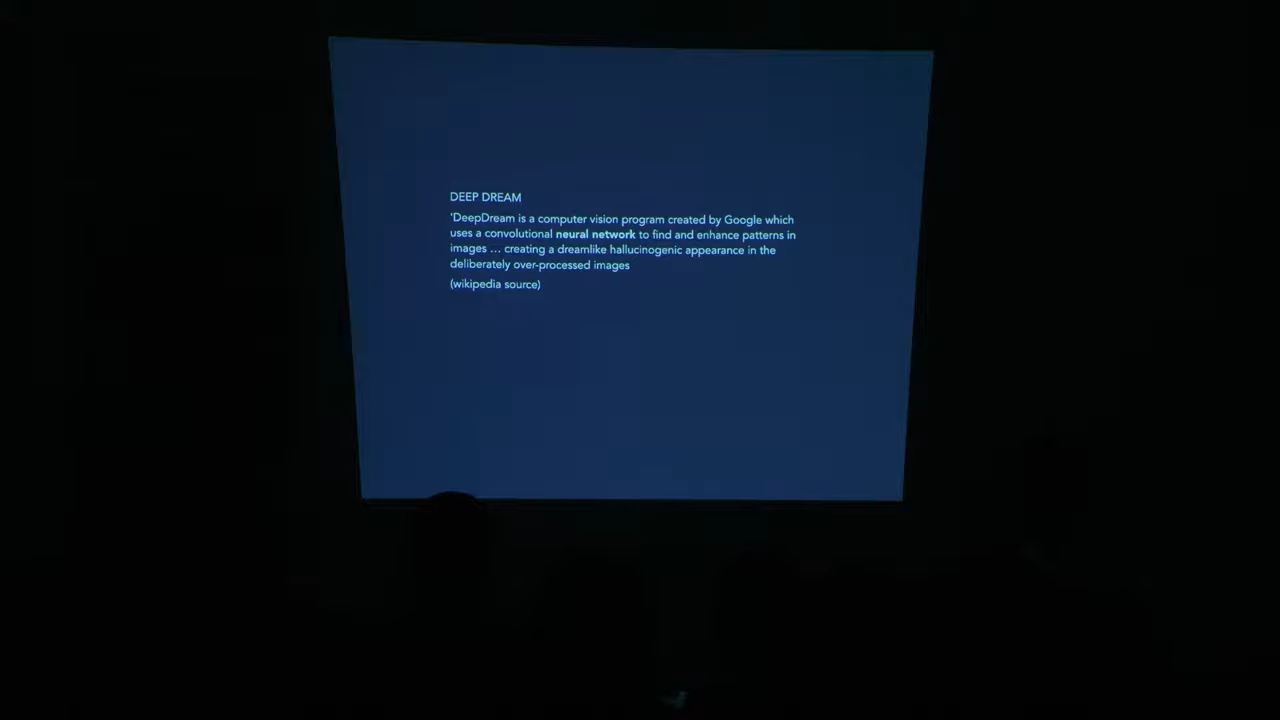 DEEP DREAM
'DeepDream is a computer vision program created by Google which
uses a convolutional neural network to find and enhance patterns in
images ... creating a dreamlike hallucinogenic appearance in the
deliberately over-processed images
(wikipedia source)